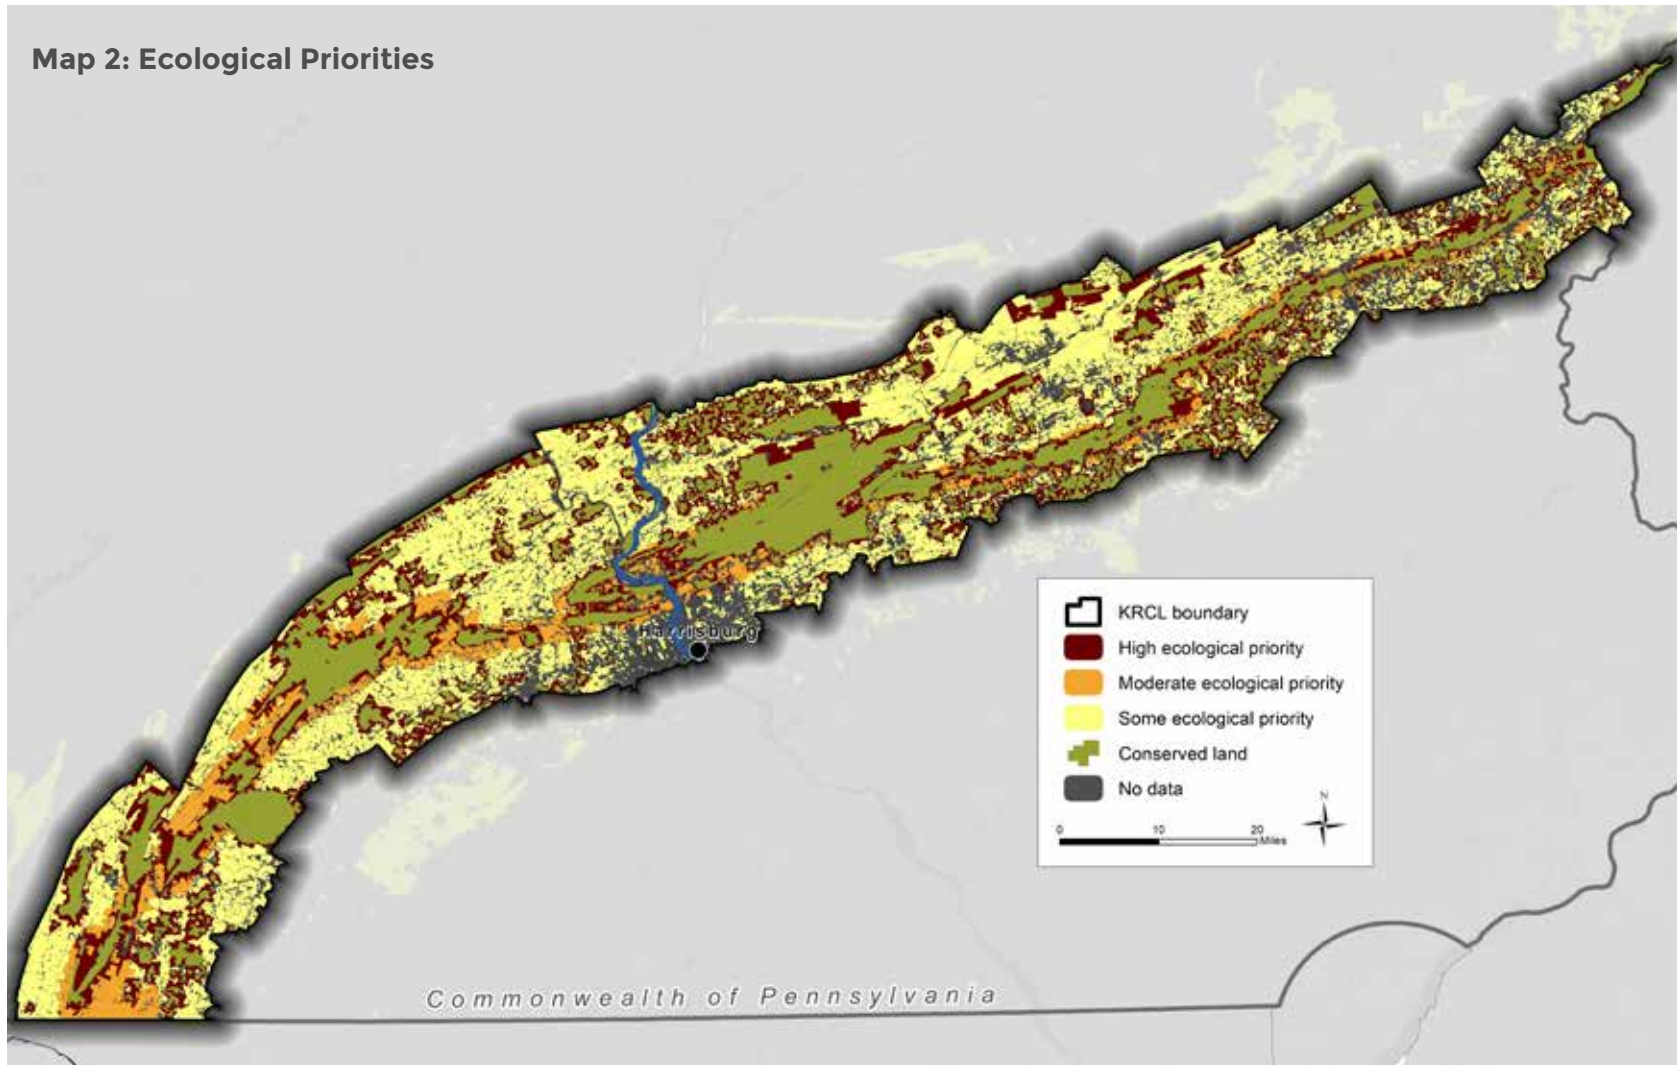 Map 2: Ecological Priorities
Harrisburg
KRCL boundary
High ecological priority
Moderate ecological priority
Some ecological priority
Conserved land
No data
N
0 10 20
Miles
Commonwealth of Pennsylvania